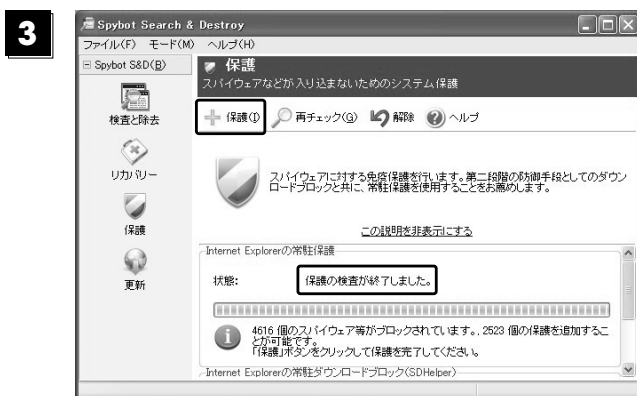 3
Spybot Search & Destroy
ファイル(F) モード(M) ヘルプ(H)
Spybot S&D(B)
検査と除去
リカバリー
保護
更新
保護
スパイウェアなどが入り込まないためのシステム保護
保護(I) 再チェック(G) 解除 ヘルプ
スパイウェアに対する免疫保護を行います。第二段階の防御手段としてのダウン
ロードブロックと共に、常駐保護を使用することをお薦めします。
この説明を非表示にする
Internet Explorerの常駐保護
状態: 保護の検査が終了しました。
4616 個のスパイウェア等がブロックされています。, 2523 個の保護を追加するこ
とが可能です。
「保護」ボタンをクリックして保護を完了してください。
Internet Explorerの常駐ダウンロードブロック(SDHelper)